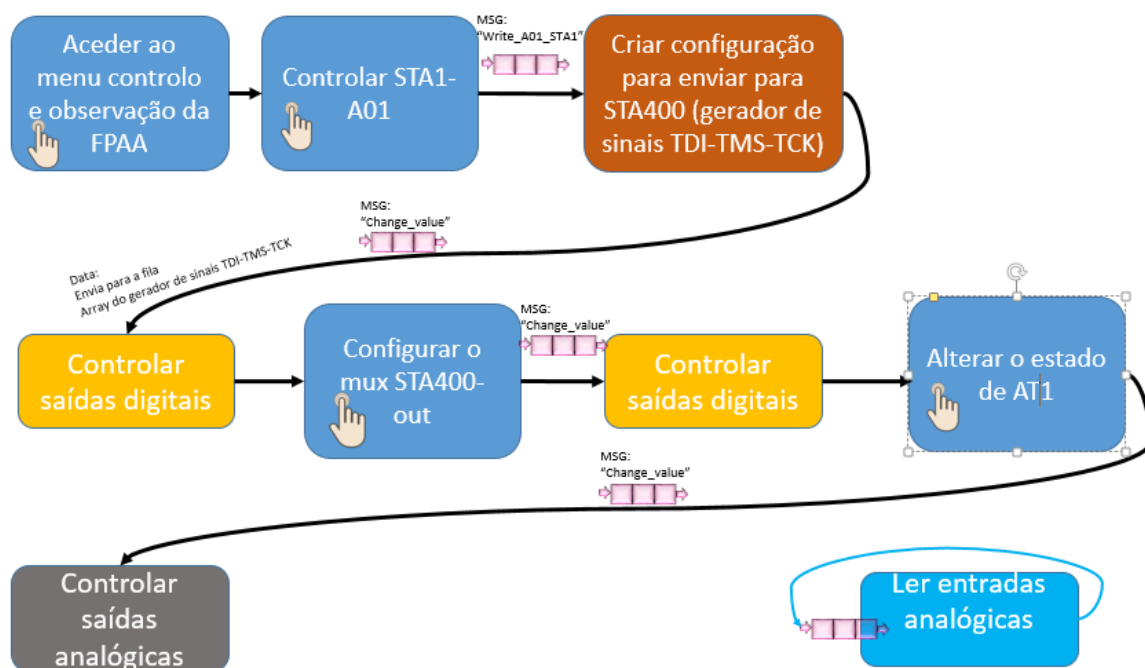 Aceder ao
menu controlo
e observação da
FPAA
Controlar STA1-
A01
MSG:
"Write_A01_STA1"
Criar configuração
para enviar para
STA400 (gerador de
sinais TDI-TMS-TCK)
MSG:
"Change_value"
Data:
Envia para a fila
Array do gerador de sinais TDI-TMS-TCK
Controlar
saídas digitais
Configurar o
mux STA400-
out
MSG:
"Change_value"
Controlar
saídas digitais
Alterar o estado
de AT1
MSG:
"Change_value"
Controlar
saídas
analógicas
Ler entradas
analógicas